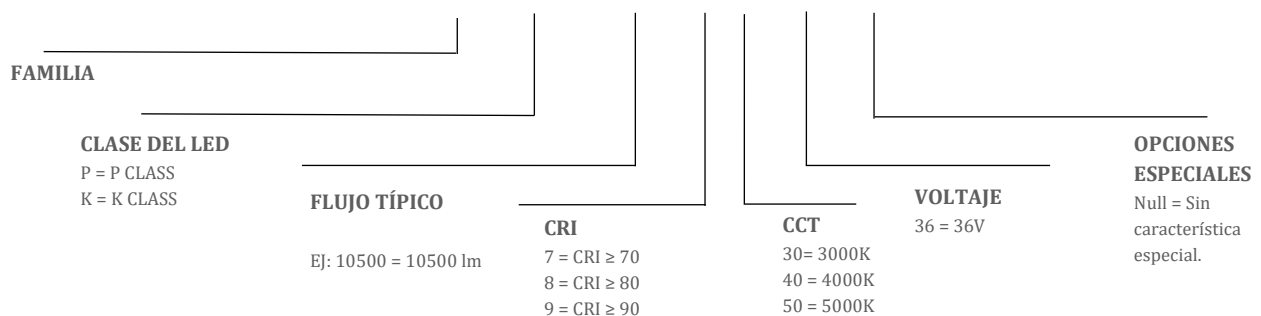 FAMILIA
CLASE DEL LED
P = P CLASS
K = K CLASS
FLUJO TÍPICO
EJ: 10500 = 10500 lm
CRI
7 = CRI ≥ 70
8 = CRI ≥ 80
9 = CRI ≥ 90
CCT
30= 3000K
40 = 4000K
50 = 5000K
VOLTAJE
36 = 36V
OPCIONES
ESPECIALES
Null = Sin
característica
especial.